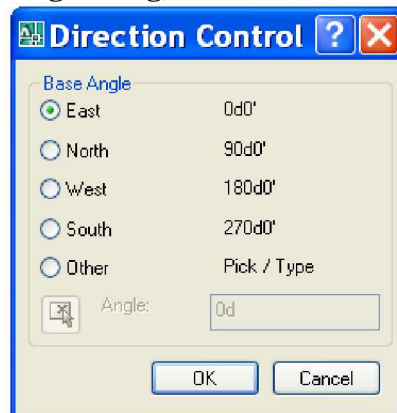 Direction Control
Base Angle
East 0d0'
North 90d0'
West 180d0'
South 270d0'
Other Pick / Type
Angle: 0d
OK Cancel